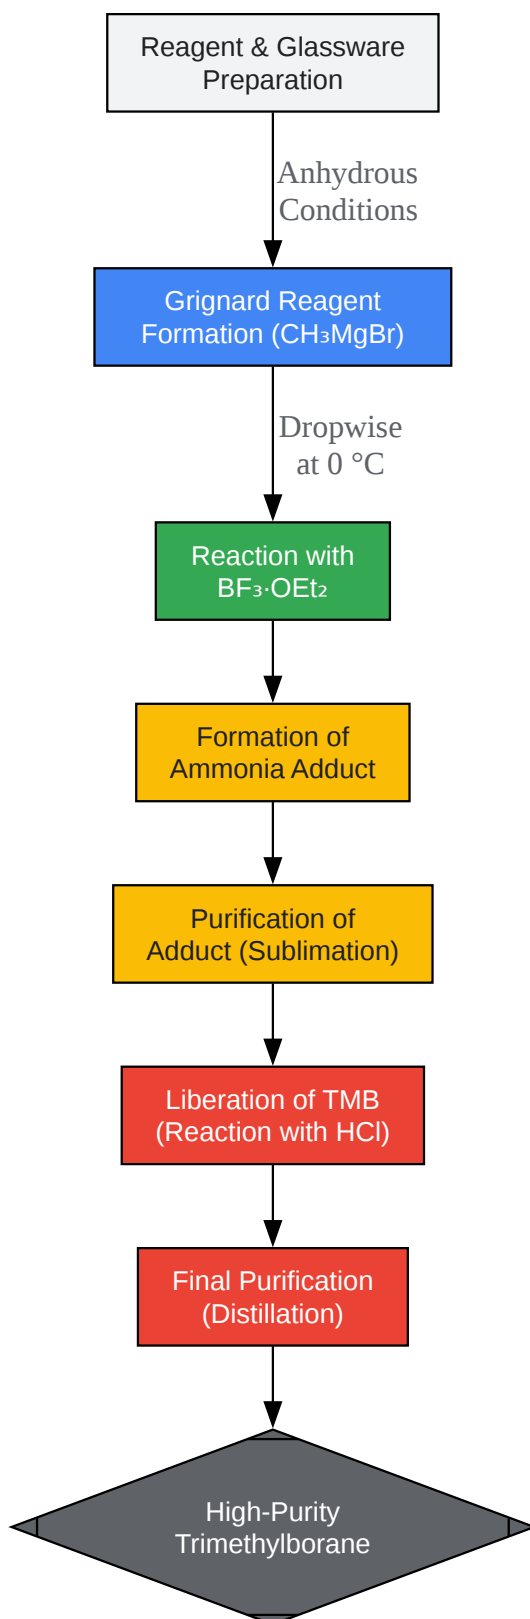 Reagent & Glassware
Preparation
Anhydrous
Conditions
Grignard Reagent
Formation (CH₃MgBr)
Dropwise
at 0 °C
Reaction with
BF₃·OEt₂
Formation of
Ammonia Adduct
Purification of
Adduct (Sublimation)
Liberation of TMB
(Reaction with HCl)
Final Purification
(Distillation)
High-Purity
Trimethylborane